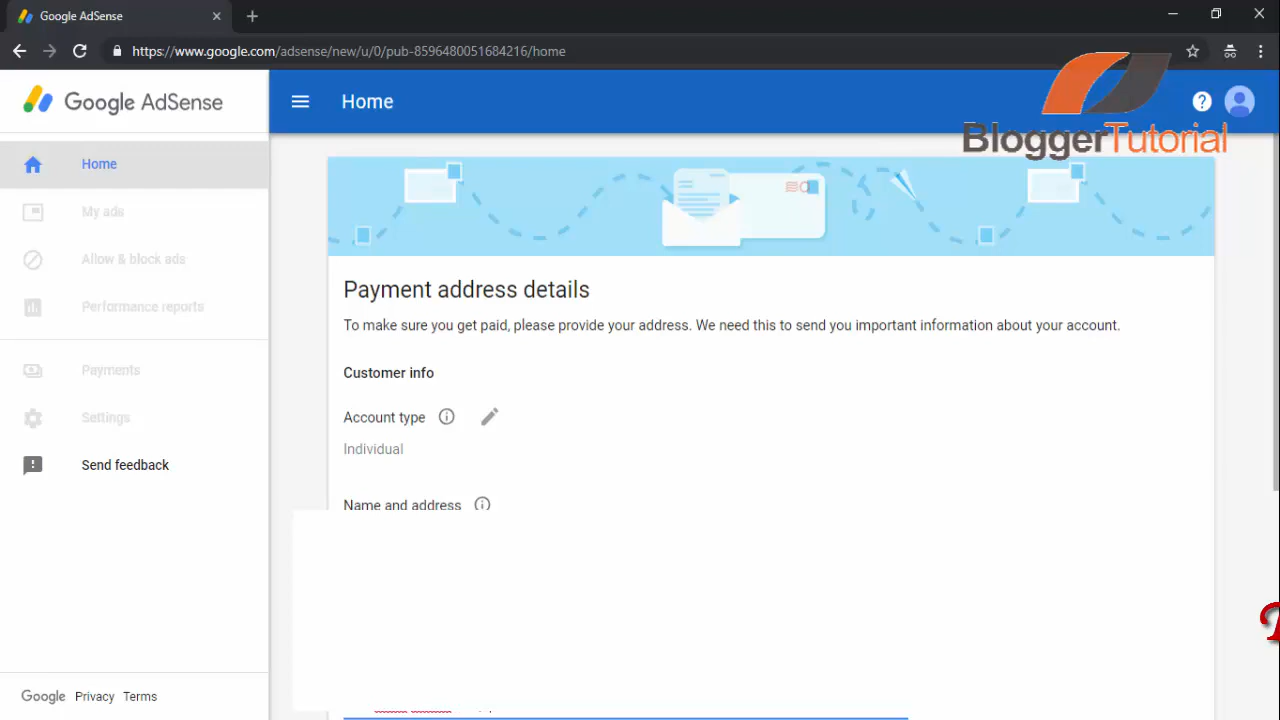 Google AdSense
https://www.google.com/adsense/new/u/0/pub-8596480051684216/home
Google AdSense
Home
BloggerTutorial
Home
My ads
Allow & block ads
Performance reports
Payments
Settings
Send feedback
Payment address details
To make sure you get paid, please provide your address. We need this to send you important information about your account.
Customer info
Account type
Individual
Name and address
Google Privacy Terms